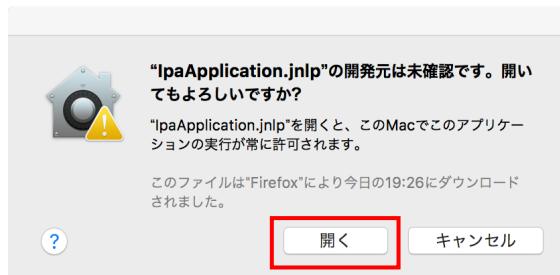 “IpaApplication.jnlp”の開発元は未確認です。開い
てもよろしいですか?
“IpaApplication.jnlp”を開くと、このMacでこのアプリケー
ションの実行が常に許可されます。
このファイルは“Firefox”により今日の19:26にダウンロード
されました。
?
開く
キャンセル